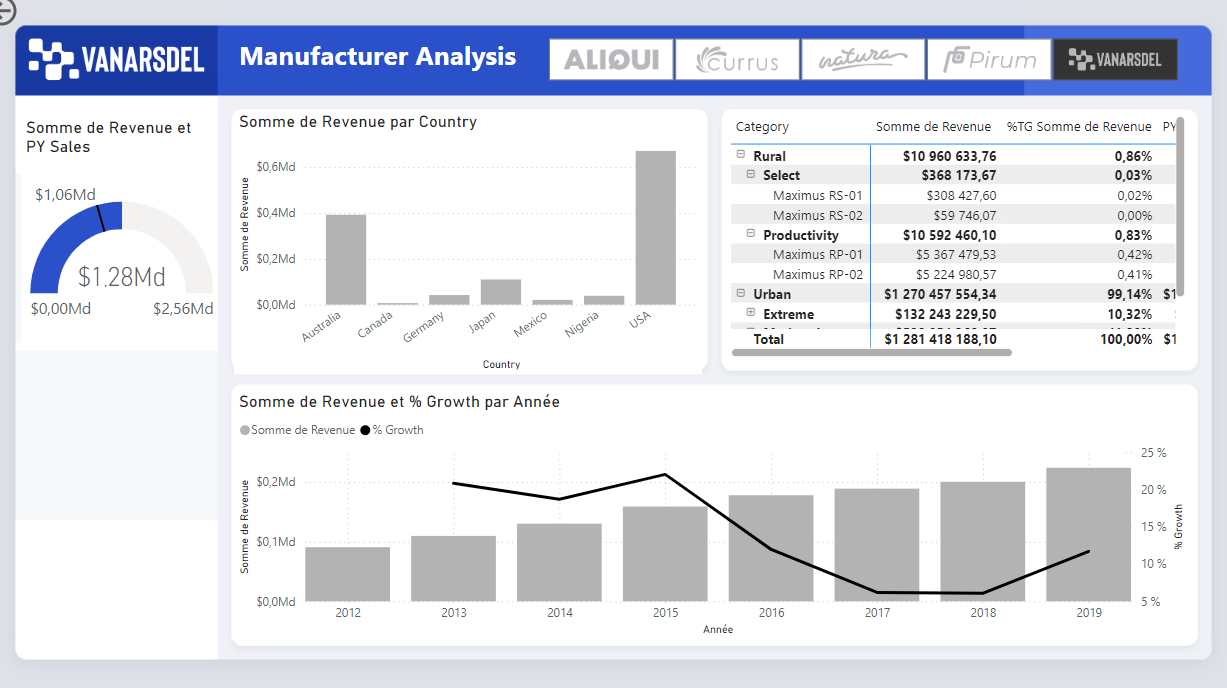 VANARSDEL
Manufacturer Analysis
ALIQUI
Currus
natura
Pirum
VANARSDEL
Somme de Revenue et
PY Sales
$1,06Md
$1,28Md
$0,00Md
$2,56Md
Somme de Revenue par Country
Somme de Revenue
$0,6Md
$0,4Md
$0,2Md
$0,0Md
Australia
Canada
Germany
Japan
Mexico
Nigeria
USA
Country
Category Somme de Revenue %TG Somme de Revenue PY
Rural $10 960 633,76 0,86%
Select $368 173,67 0,03%
Maximus RS-01 $308 427,60 0,02%
Maximus RS-02 $59 746,07 0,00%
Productivity $10 592 460,10 0,83%
Maximus RP-01 $5 367 479,53 0,42%
Maximus RP-02 $5 224 980,57 0,41%
Urban $1 270 457 554,34 99,14% $1
Extreme $132 243 229,50 10,32%
Total $1 281 418 188,10 100,00% $1
Somme de Revenue et % Growth par Année
Somme de Revenue % Growth
Somme de Revenue
$0,2Md
$0,1Md
$0,0Md
2012 2013 2014 2015 2016 2017 2018 2019
Année
25 %
20 %
15 %
10 %
5 %
% Growth